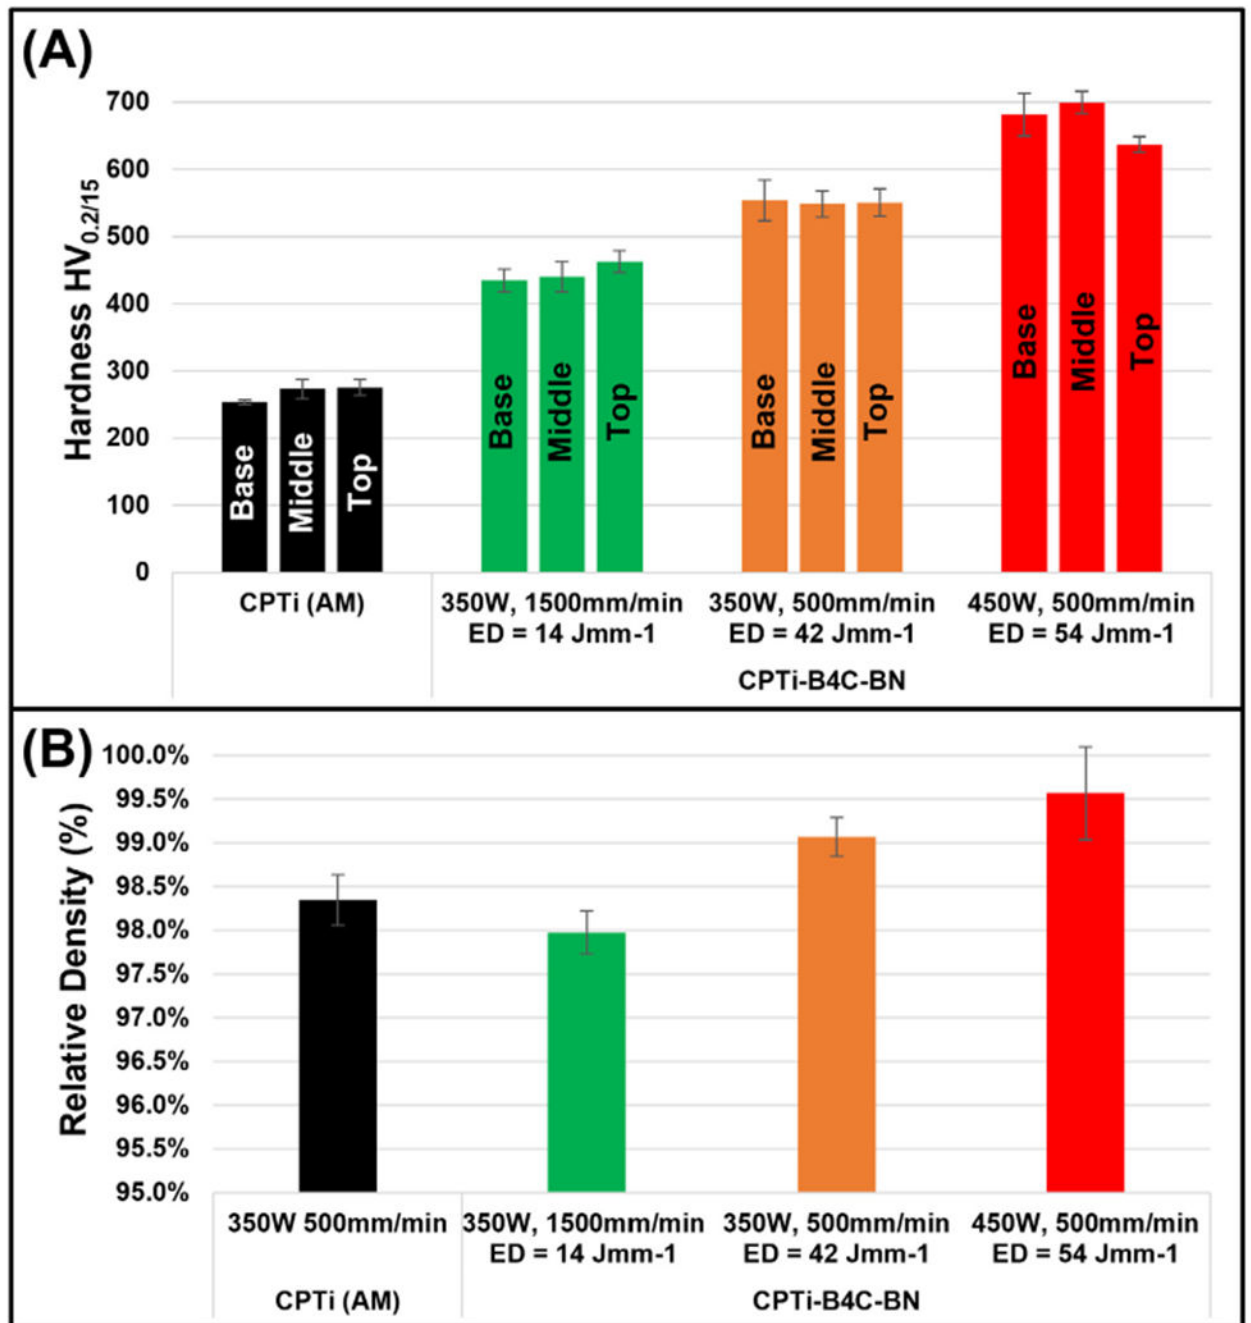 (A)
Hardness HV0.2/15
700
600
500
400
300
200
100
0
Base
Middle
Top
Base
Middle
Top
Base
Middle
Top
Base
Middle
Top
CPTi (AM)
350W, 1500mm/min
ED = 14 Jmm-1
350W, 500mm/min
ED = 42 Jmm-1
450W, 500mm/min
ED = 54 Jmm-1
CPTi-B4C-BN
(B)
Relative Density (%)
100.0%
99.5%
99.0%
98.5%
98.0%
97.5%
97.0%
96.5%
96.0%
95.5%
95.0%
350W 500mm/min
350W, 1500mm/min
ED = 14 Jmm-1
350W, 500mm/min
ED = 42 Jmm-1
450W, 500mm/min
ED = 54 Jmm-1
CPTi (AM)
CPTi-B4C-BN